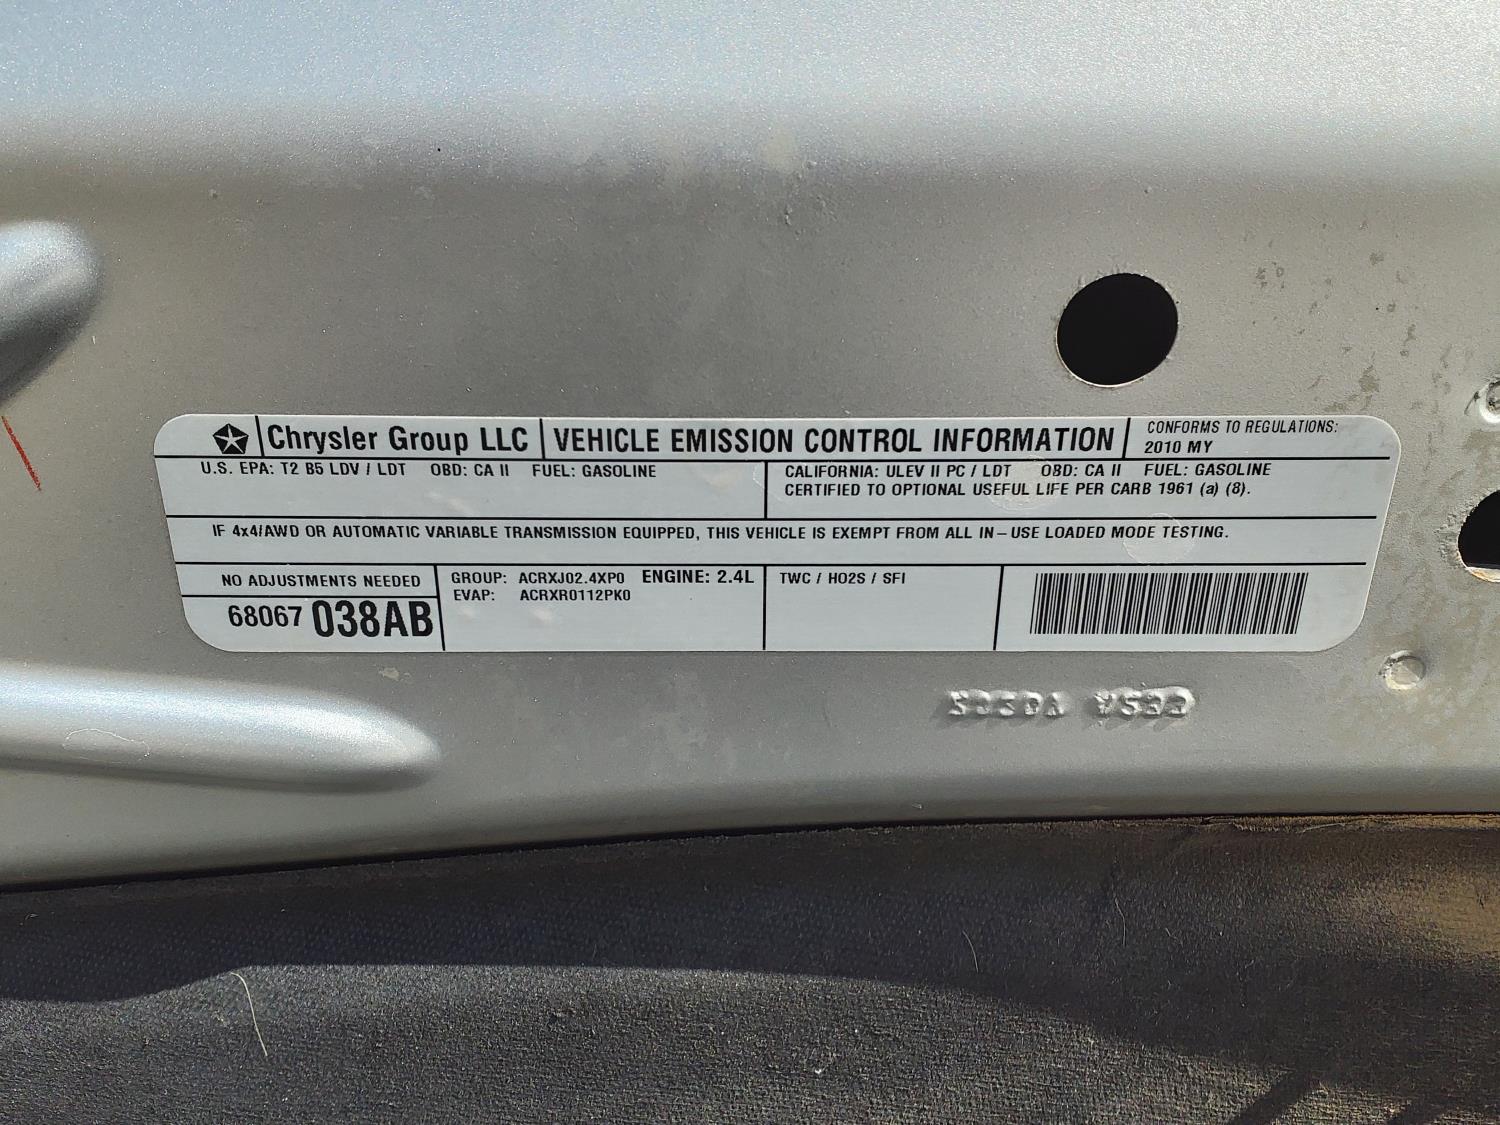 Chrysler Group LLC
VEHICLE EMISSION CONTROL INFORMATION
CONFORMS TO REGULATIONS:
2010 MY
U.S. EPA: T2 B5 LDV / LDT OBD: CA II FUEL: GASOLINE
CALIFORNIA: ULEV II PC / LDT OBD: CA II FUEL: GASOLINE
CERTIFIED TO OPTIONAL USEFUL LIFE PER CARB 1961 (a) (8).
IF 4x4/AWD OR AUTOMATIC VARIABLE TRANSMISSION EQUIPPED, THIS VEHICLE IS EXEMPT FROM ALL IN – USE LOADED MODE TESTING.
NO ADJUSTMENTS NEEDED
68067 038AB
GROUP: ACRXJ02.4XP0 ENGINE: 2.4L
EVAP: ACRXR0112PK0
TWC / HO2S / SFI